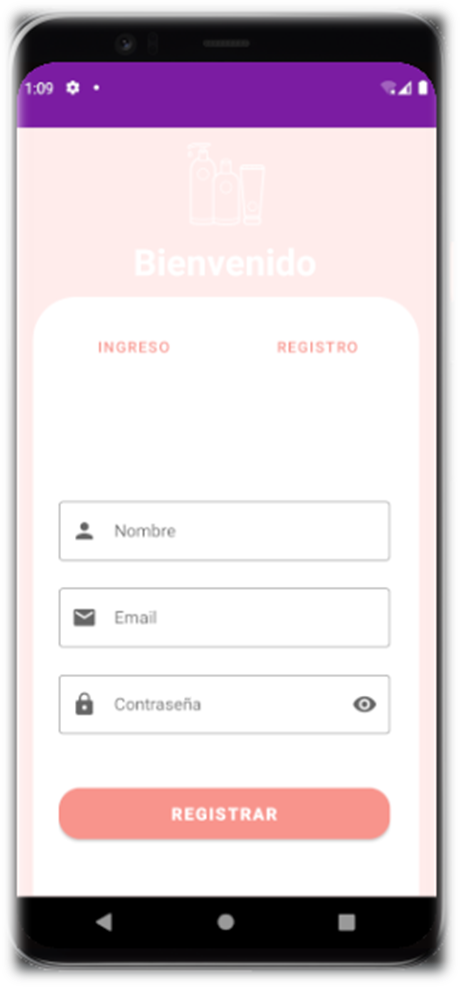 1:09
Bienvenido
INGRESO REGISTRO
Nombre
Email
Contraseña
REGISTRAR